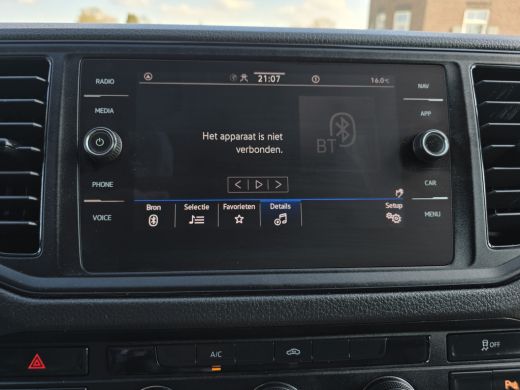 RADIO
MEDIA
PHONE
VOICE
21:07
16.0°C
Het apparaat is niet
verbonden.
BT
Bron
Selectie
Favorieten
Details
Setup
NAV
APP
CAR
MENU
A/C
OFF